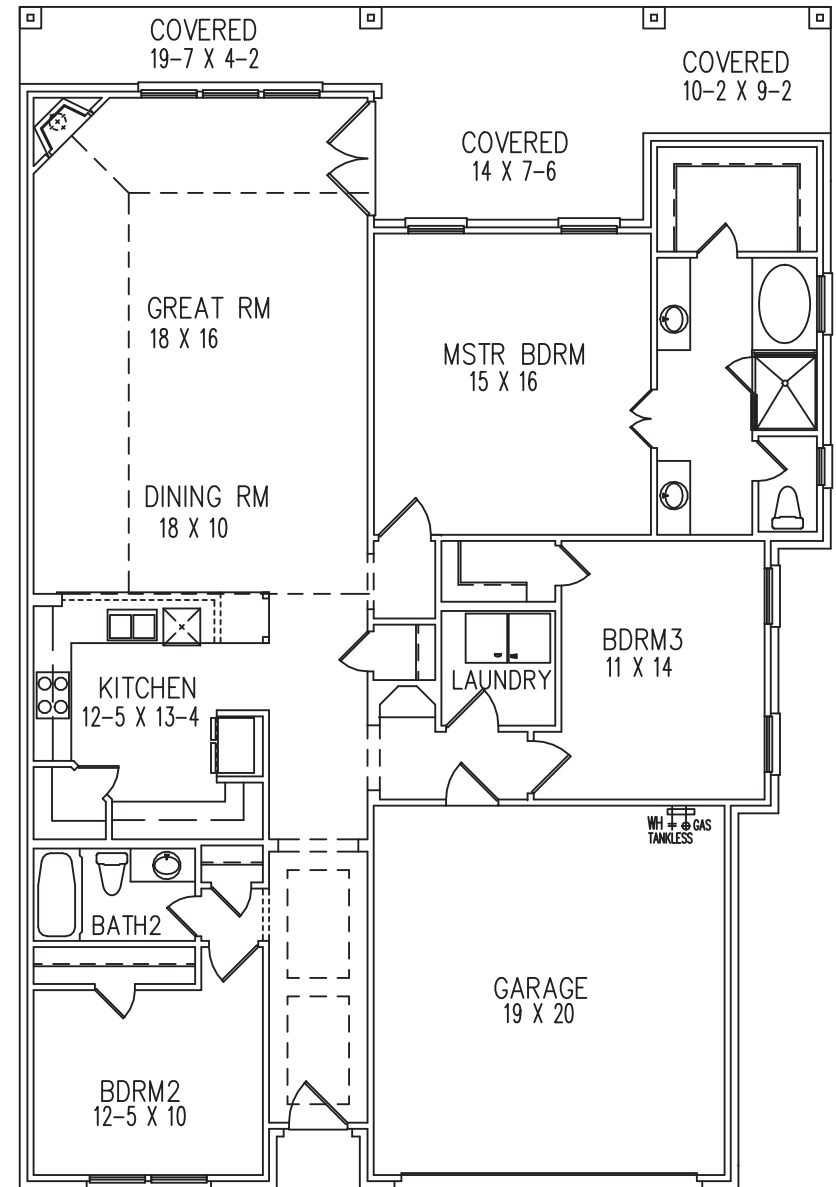 COVERED
19-7 X 4-2
COVERED
10-2 X 9-2
COVERED
14 X 7-6
GREAT RM
18 X 16
MSTR BDRM
15 X 16
DINING RM
18 X 10
BDRM3
11 X 14
LAUNDRY
KITCHEN
12-5 X 13-4
WH GAS
TANKLESS
BATH2
GARAGE
19 X 20
BDRM2
12-5 X 10